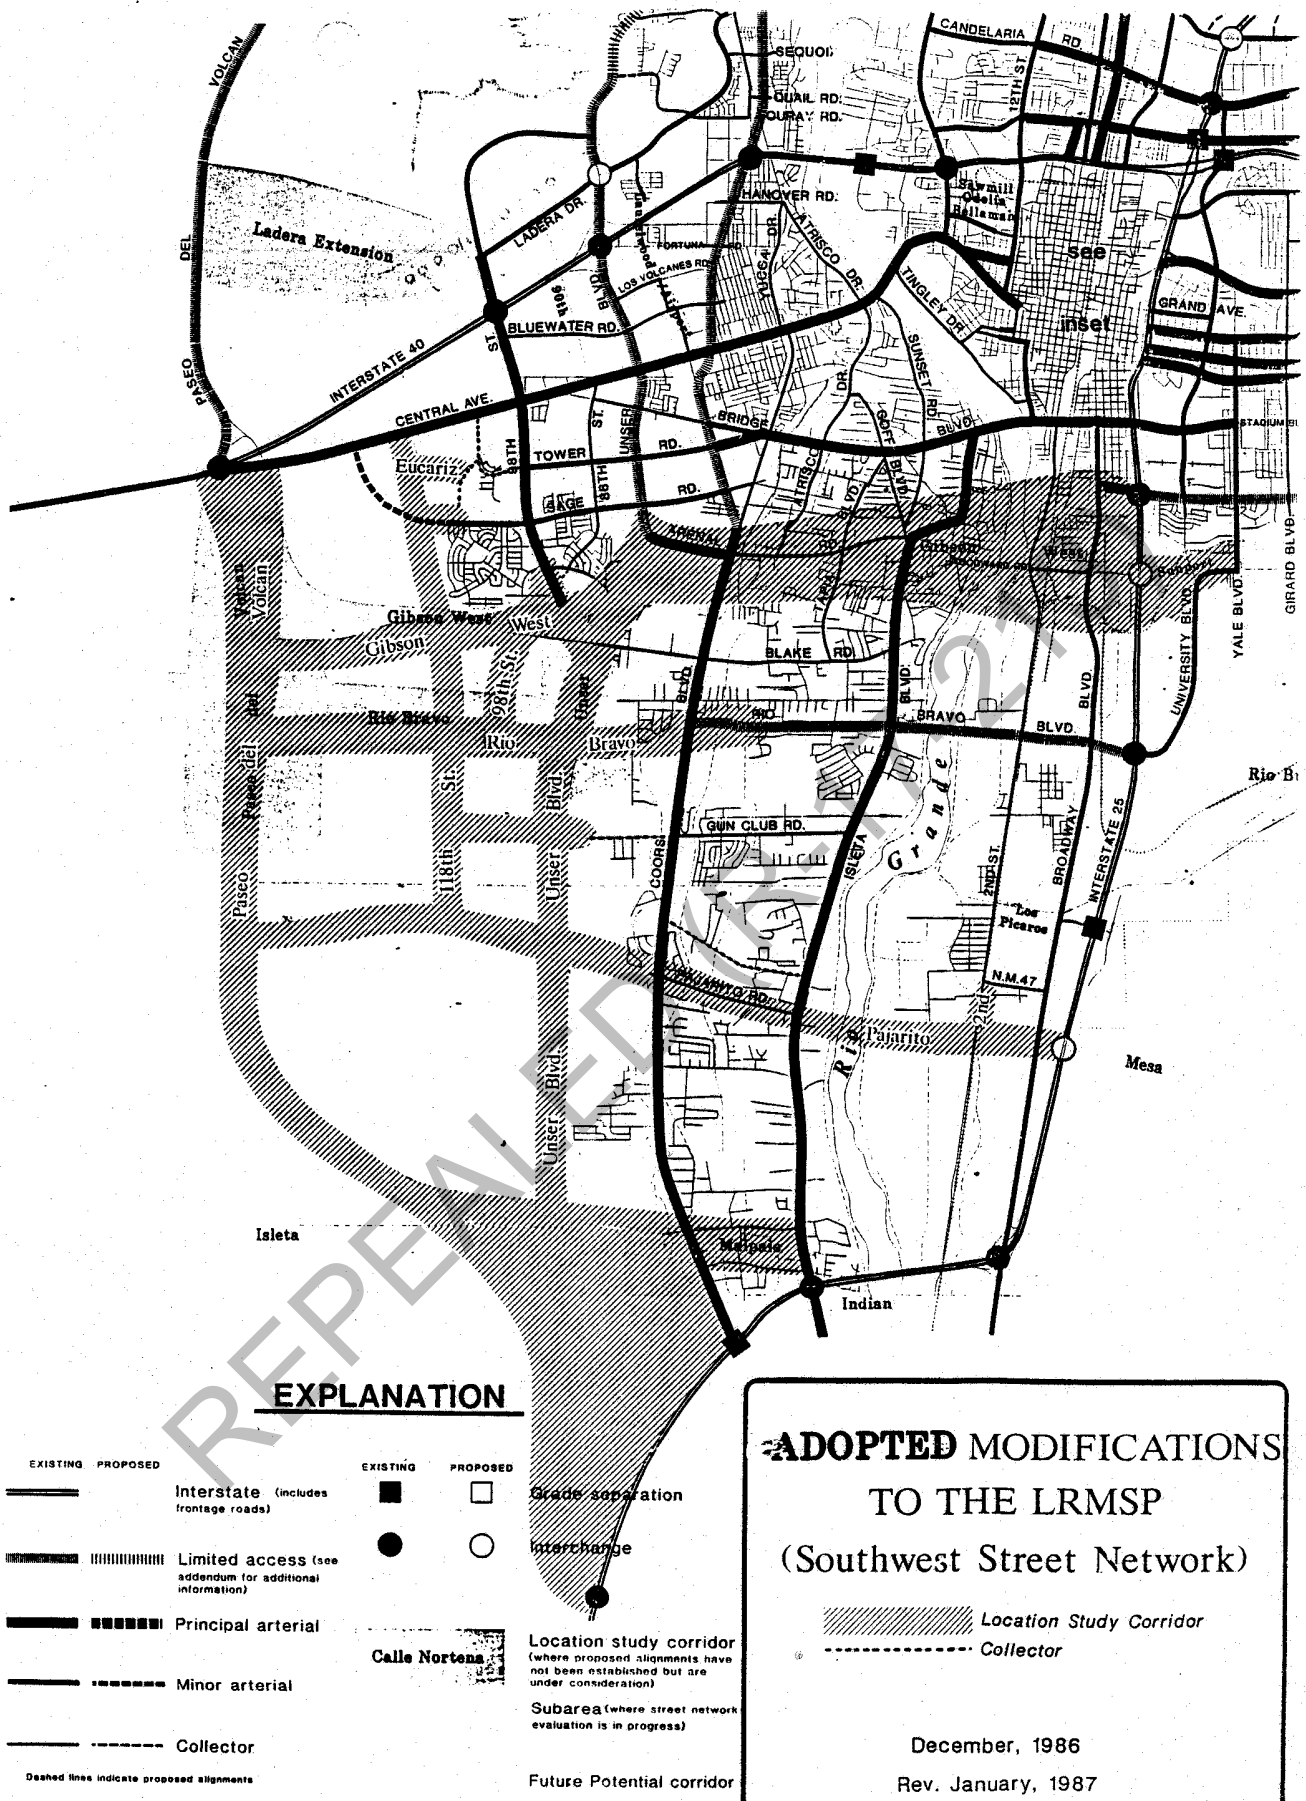 VOLCAN
CANDELARIA
RD.
12TH ST.
QUAIL RD.
OURAY RD.
HANOVER RD.
Sawmill
Odelia
LADERA DR.
ATRISCO DR.
YUCCA DR.
Ladera Extension
DEL
FORTUNA RD
LOS VOLCANES RD.
90th
BLVD.
TINGLEY DR.
see
inset
GRAND AVE.
BLUEWATER RD.
ST.
INTERSTATE 40
PASEO
SUNSET RD.
DR.
CENTRAL AVE.
BRIDGE
GOFF BLVD.
BLVD.
ST.
UNSER
TOWER
RD.
98TH
86TH
ATRISCO
Eucariz
SAGE
RD.
BLVD.
ARENAL
Gibson
West
YALE BLVD.
GIRARD BLVD.
UNIVERSITY BLVD.
Volcan
Gibson West
West
Gibson
BLAKE RD
98th St.
Unser
BLVD.
BLVD.
BLVD.
del
Rio Bravo
RIO
BRAVO
BLVD.
Rio
Bravo
Paseo del
St.
Blvd.
Rio
Grande
GUN CLUB RD.
COORS
ISLETA
2ND ST.
BROADWAY
INTERSTATE 25
118th
Unser
Paseo
Los
Picaros
N.M.47
PAJARITO RD.
2nd
Pajarito
Rio
Mesa
Unser Blvd.
Isleta
Malpais
Indian
REPEALED (R-17-21
EXPLANATION
EXISTING PROPOSED
EXISTING PROPOSED
Interstate (includes
frontage roads)
Grade separation
Limited access (see
addendum for additional
information)
Interchange
Principal arterial
Calle Nortena
Location study corridor
(where proposed alignments have
not been established but are
under consideration)
Minor arterial
Subarea (where street network
evaluation is in progress)
Collector
Dashed lines indicate proposed alignments
Future Potential corridor
ADOPTED MODIFICATIONS
TO THE LRMSP
(Southwest Street Network)
Location Study Corridor
Collector
December, 1986
Rev. January, 1987